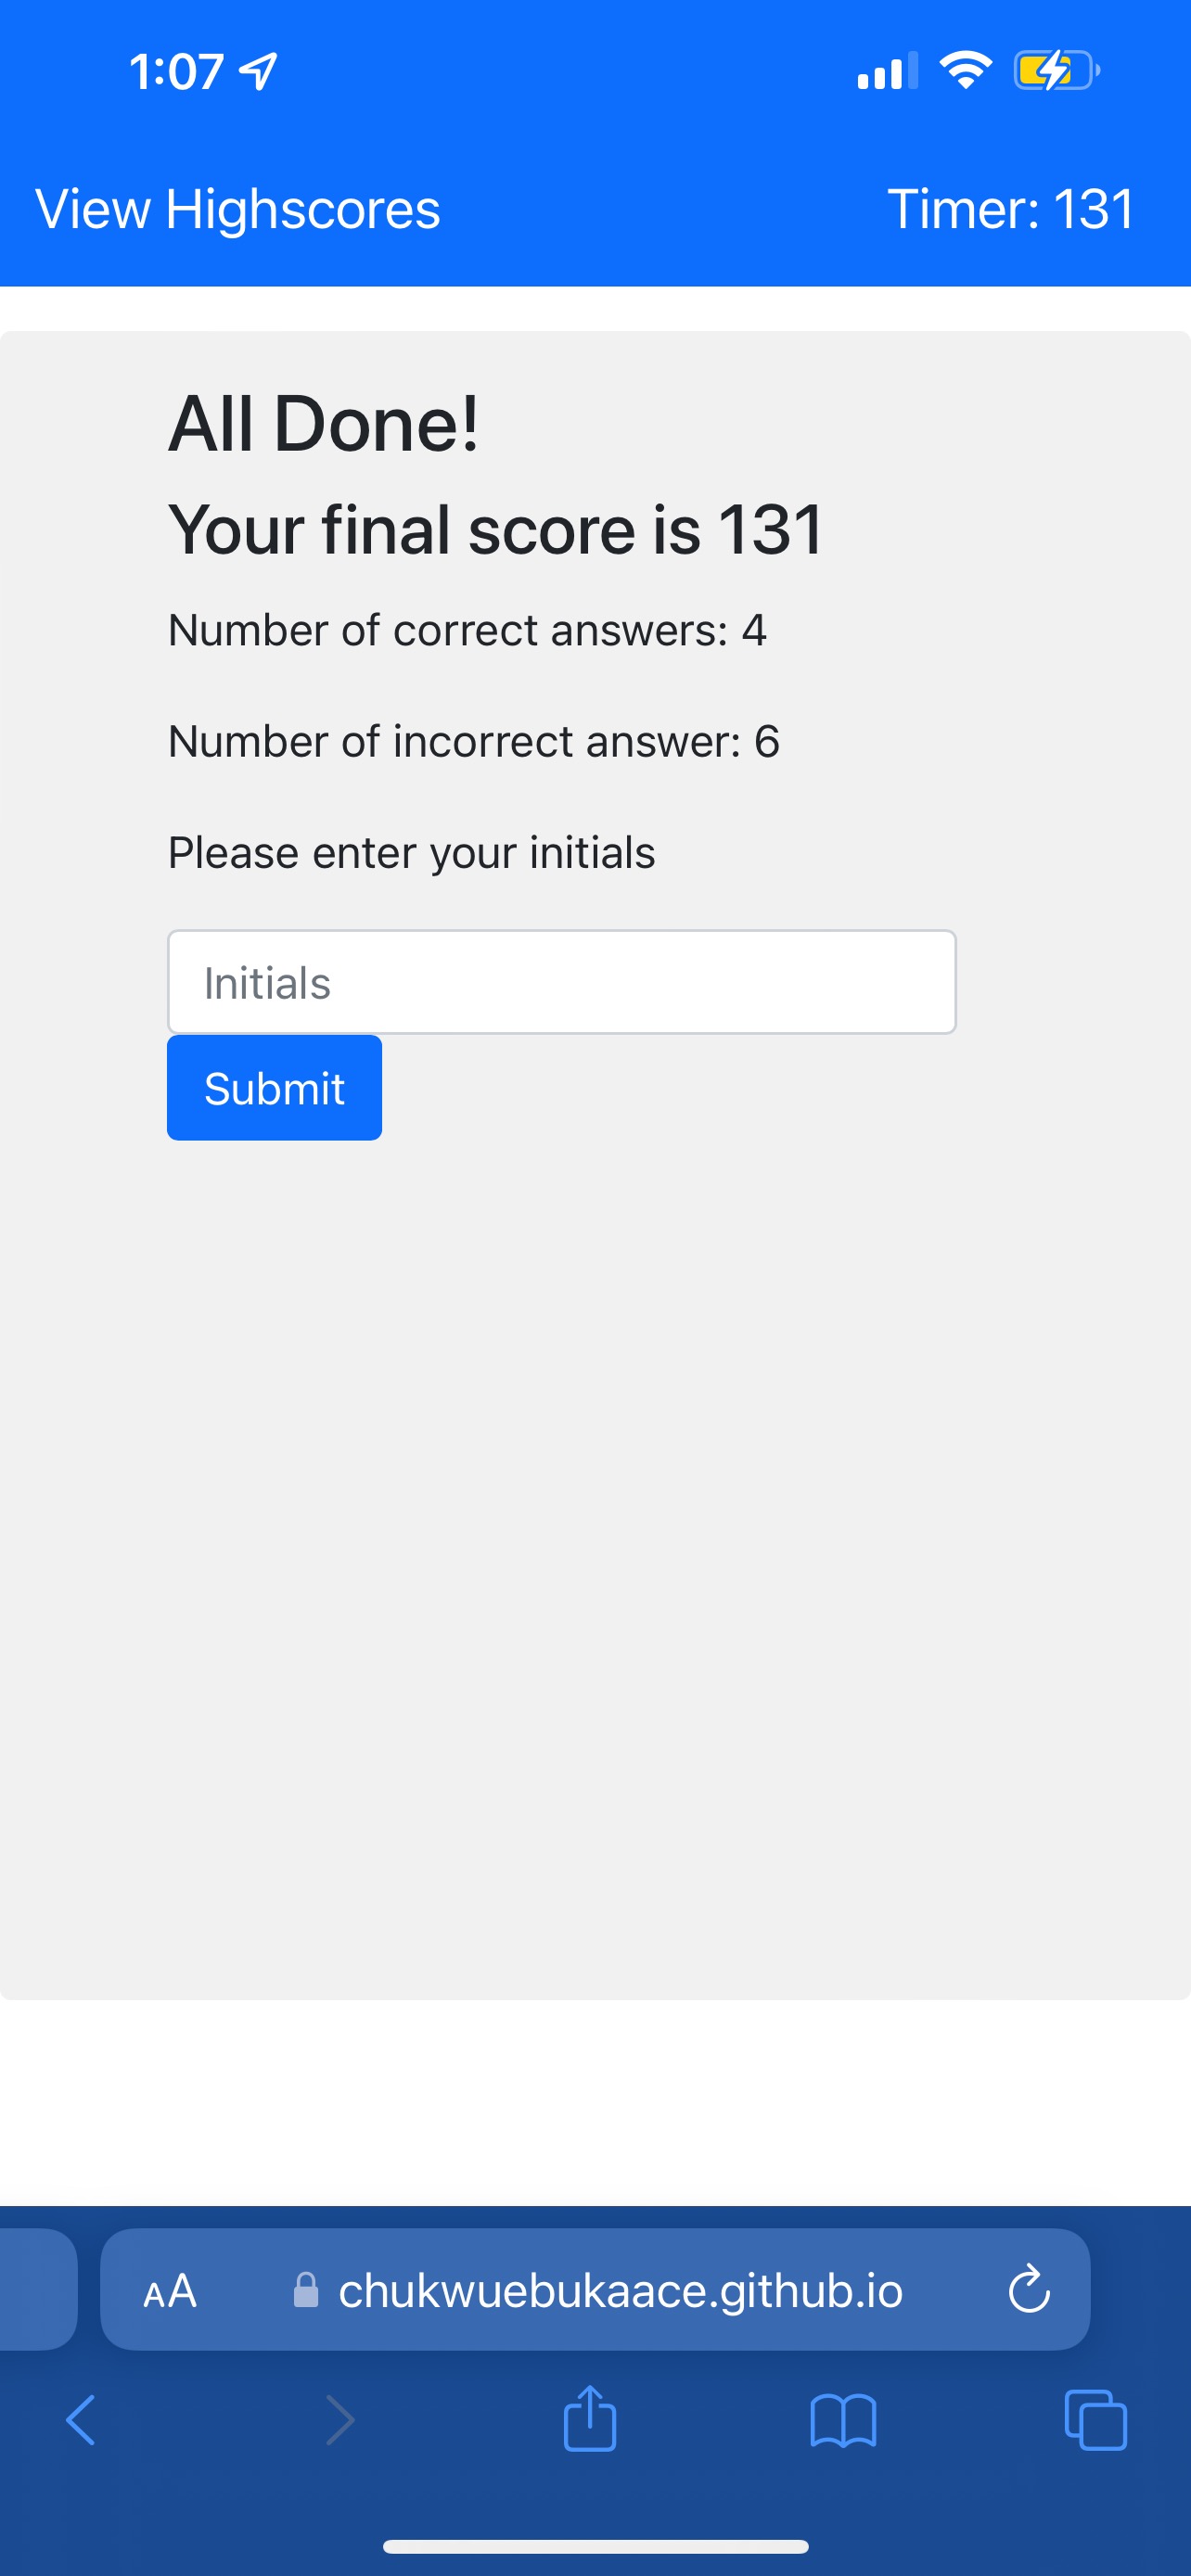 1:07
View Highscores
Timer: 131
All Done!
Your final score is 131
Number of correct answers: 4
Number of incorrect answer: 6
Please enter your initials
Initials
Submit
AA
chukwuebukaace.github.io